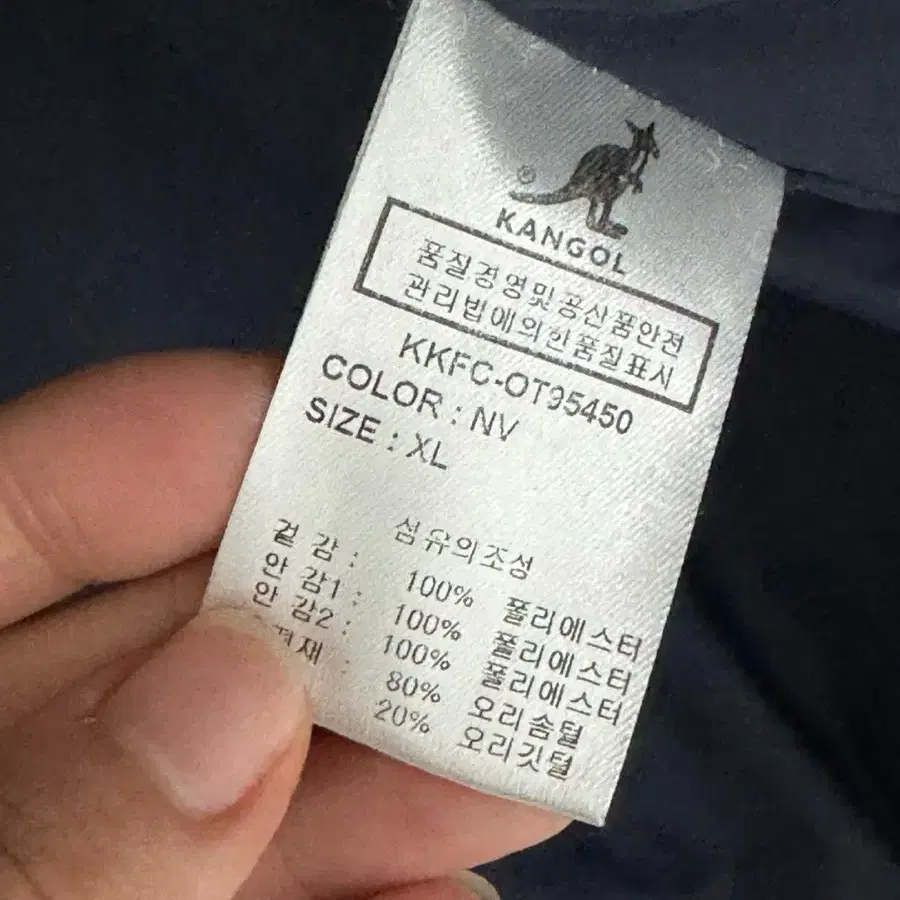 ®
KANGOL
품질경영및공산품안전
관리법에의한품질표시
KKFC-OT95450
COLOR : NV
SIZE : XL
섬유의조성
겉 감 : 100% 폴리에스터
안 감1 : 100% 폴리에스터
안 감2 : 100% 폴리에스터
80% 오리솜털
20% 오리깃털